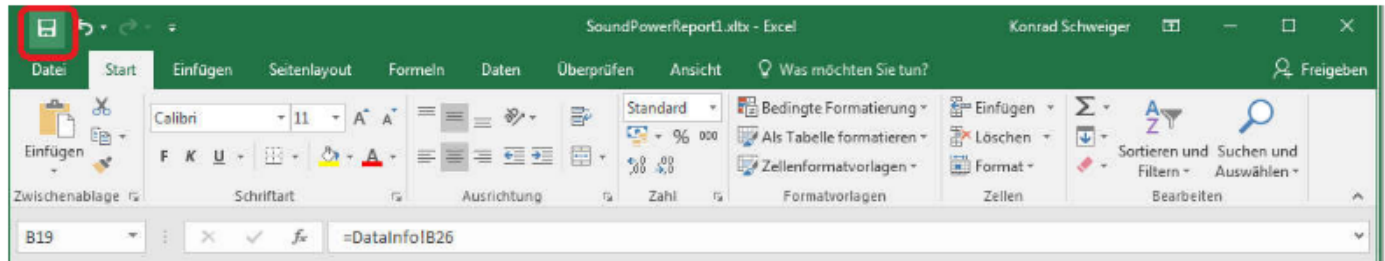 SoundPowerReport1.xltx - Excel Konrad Schweiger
Datei Start Einfügen Seitenlayout Formeln Daten Überprüfen Ansicht Was möchten Sie tun? Freigeben
Calibri 11 A A Standard Bedingte Formatierung Einfügen Σ A Z
% 000 Als Tabelle formatieren Löschen
Einfügen F K U A ,00 Zellenformatvorlagen Format Sortieren und Filtern Suchen und Auswählen
Zwischenablage Schriftart Ausrichtung Zahl Formatvorlagen Zellen Bearbeiten
B19 fx =DataInfo!B26